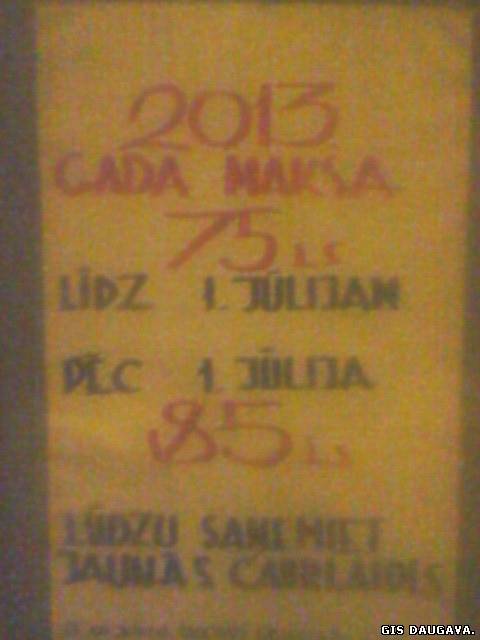 2013
GADA MAKSA
75 LS
LĪDZ 1. JŪLIJAM
PĒC 1. JŪLIJA
85 LS
LŪDZU SAŅEMIET
JAUNĀS CAURLAIDES
GIS DAUGAVA.